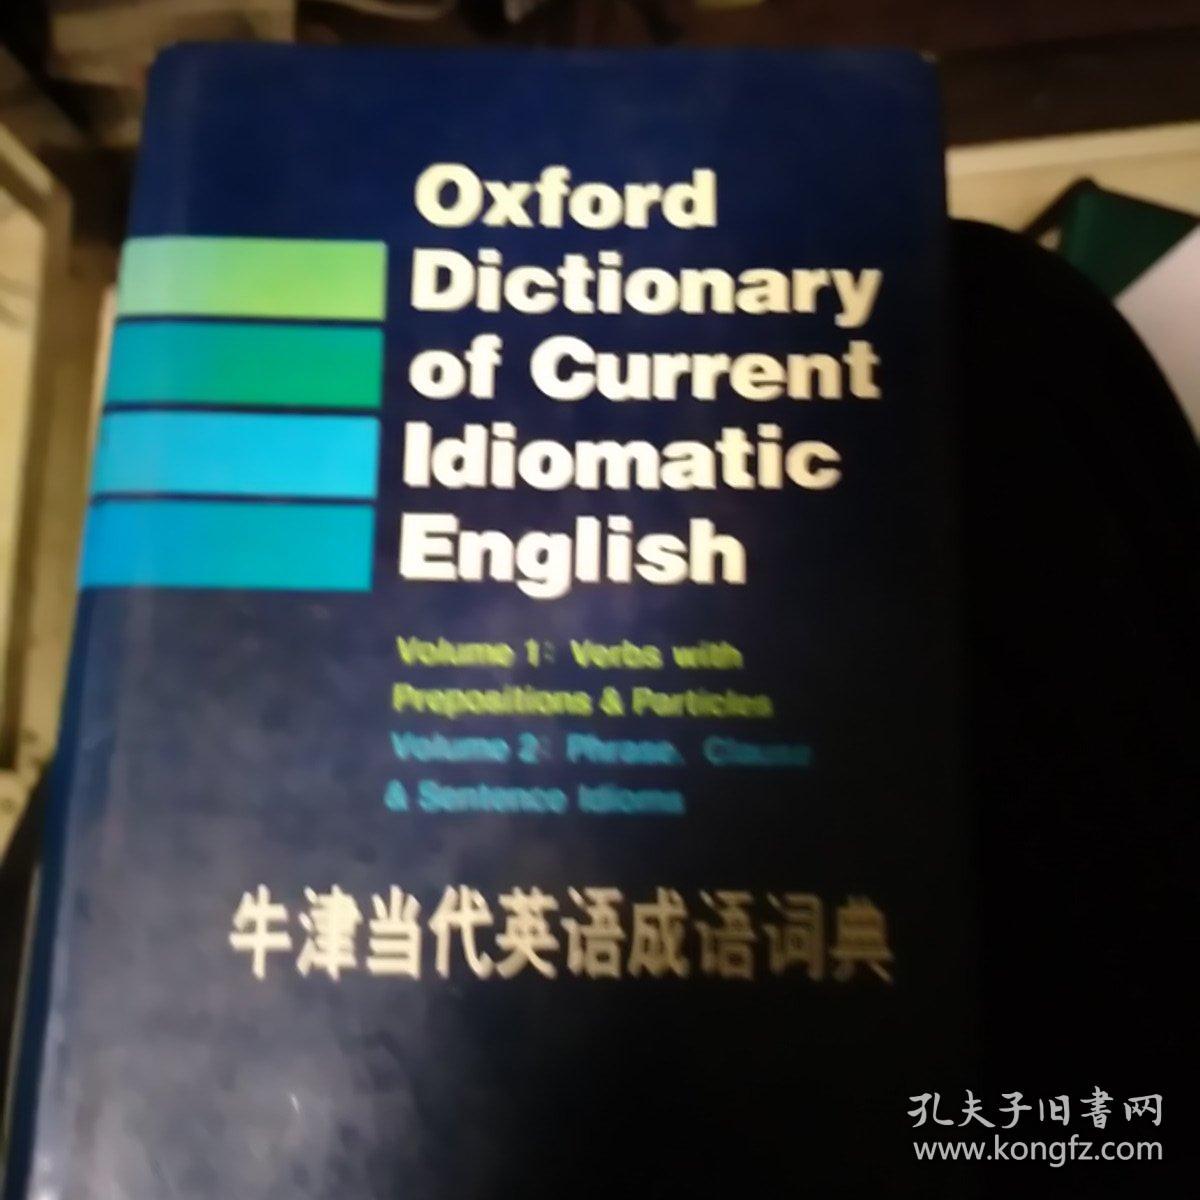 Oxford
Dictionary
of Current
Idiomatic
English
Volume 1: Verbs with
Prepositions & Particles
Volume 2: Phrase, Clause
& Sentence Idioms
牛津当代英语成语词典
孔夫子旧書网
www.kongfz.com